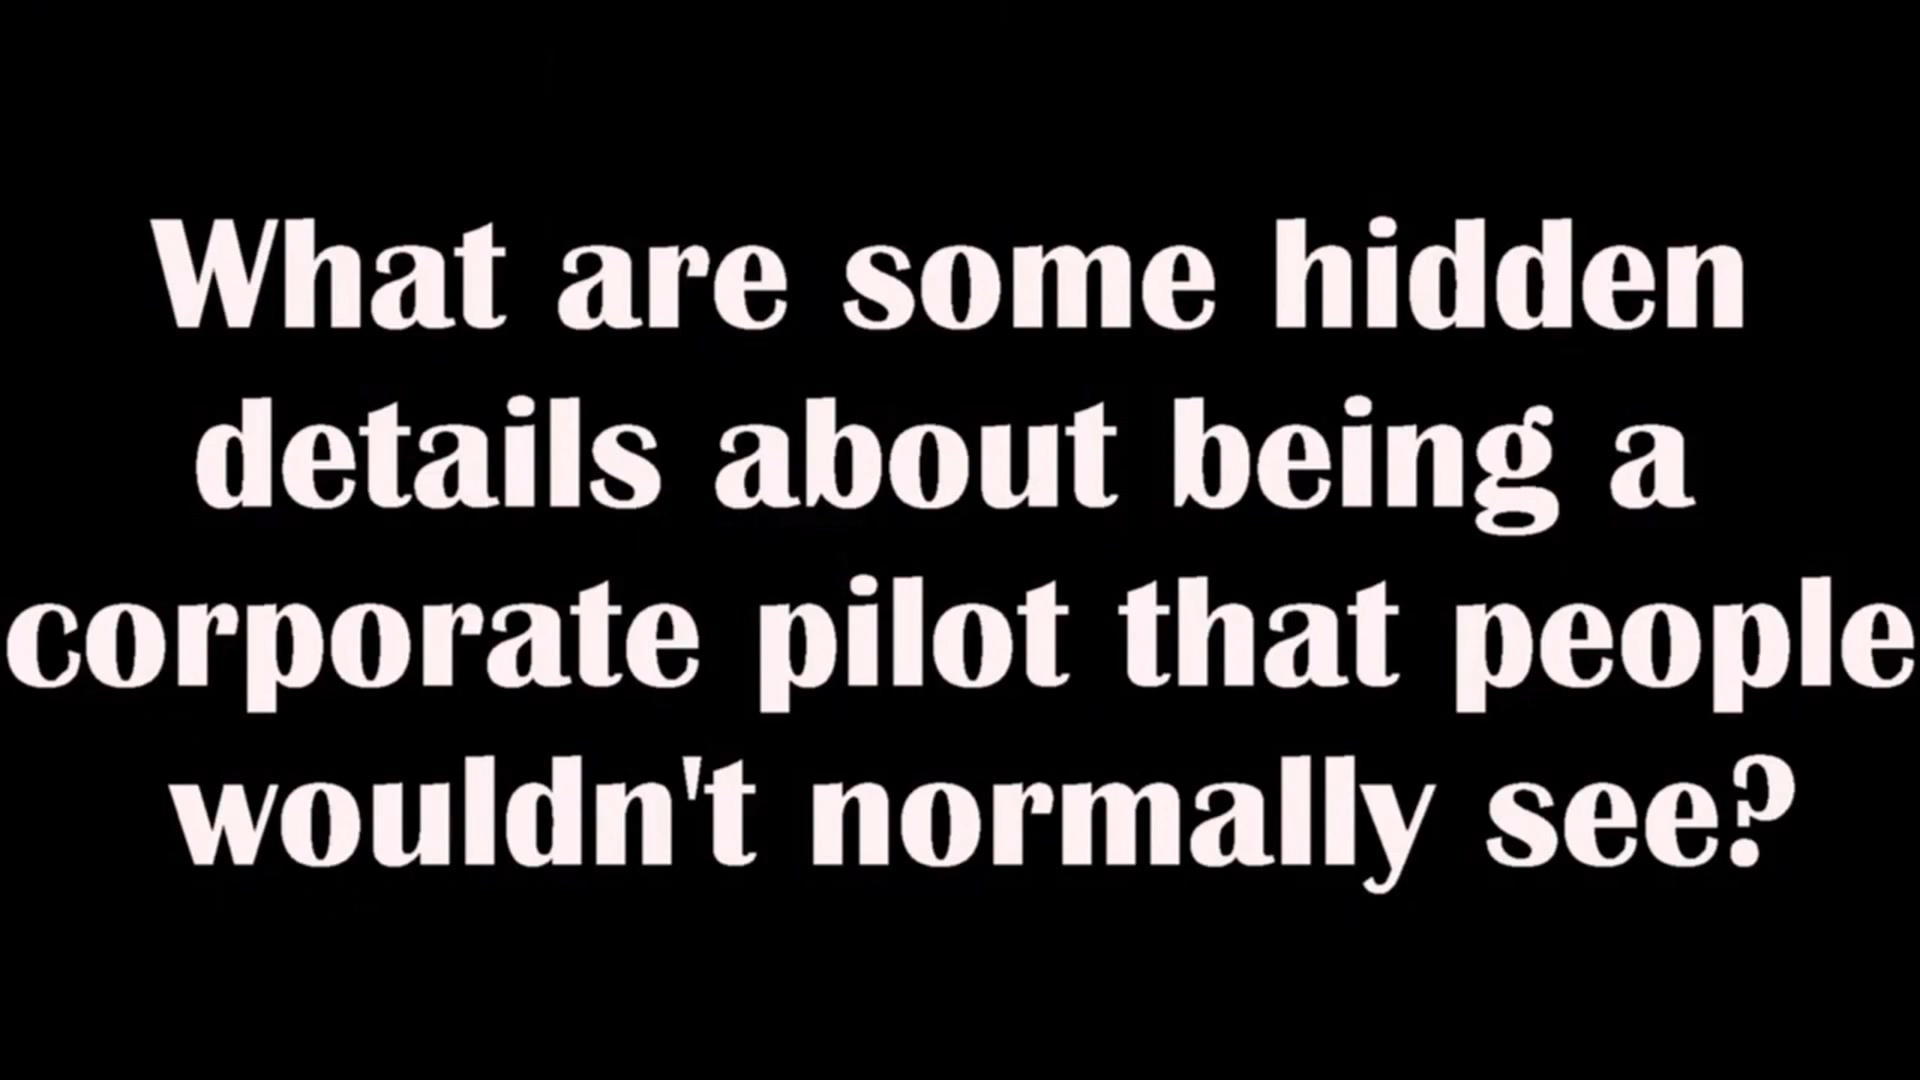 What are some hidden
details about being a
corporate pilot that people
wouldn't normally see?